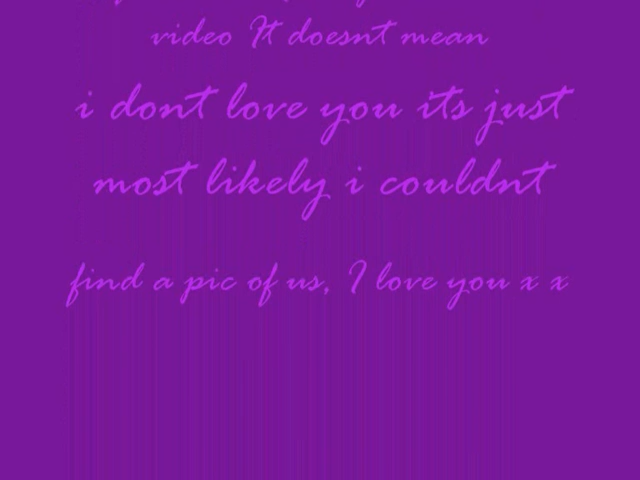 video It doesnt mean
i dont love you its just
most likely i couldnt
find a pic of us, I love you x x